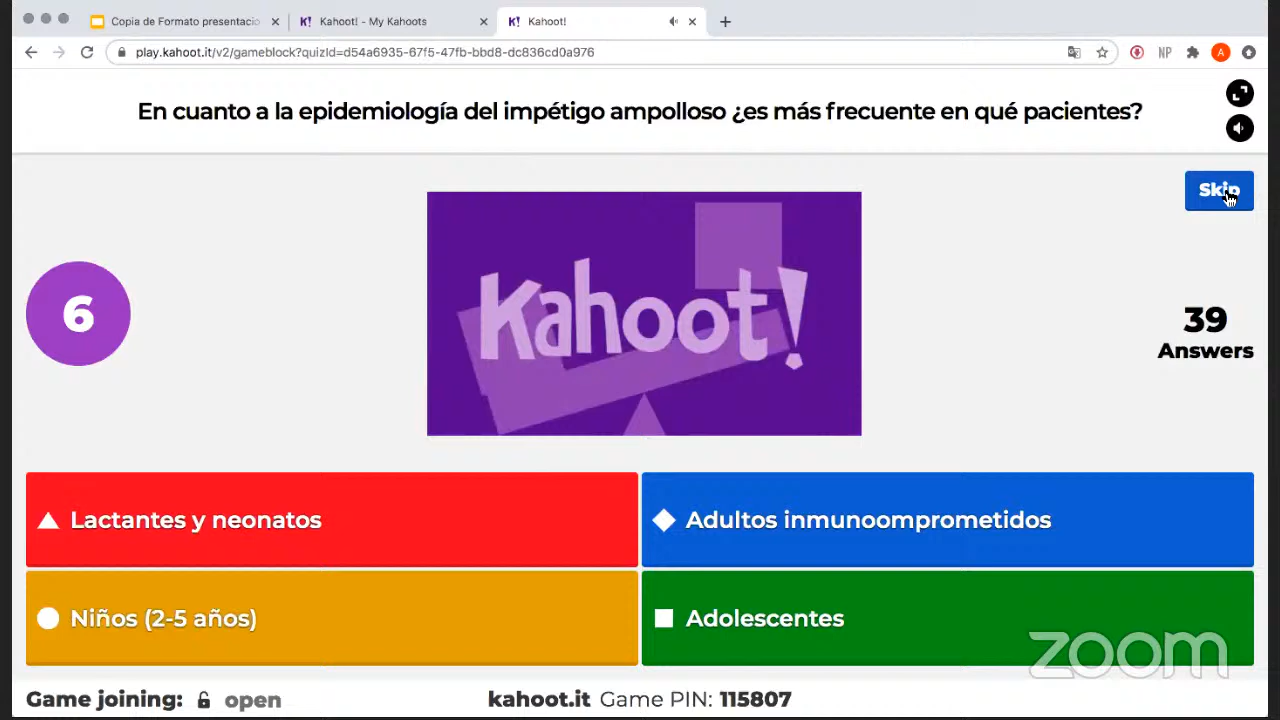 Copia de Formato presentacio
Kahoot! - My Kahoots
Kahoot!
play.kahoot.it/v2/gameblock?quizId=d54a6935-67f5-47fb-bbd8-dc836cd0a976
NP
A
En cuanto a la epidemiología del impétigo ampolloso ¿es más frecuente en qué pacientes?
Skip
6
Kahoot!
39
Answers
Lactantes y neonatos
Adultos inmunoomprometidos
Niños (2-5 años)
Adolescentes
zoom
Game joining: open
kahoot.it Game PIN: 115807